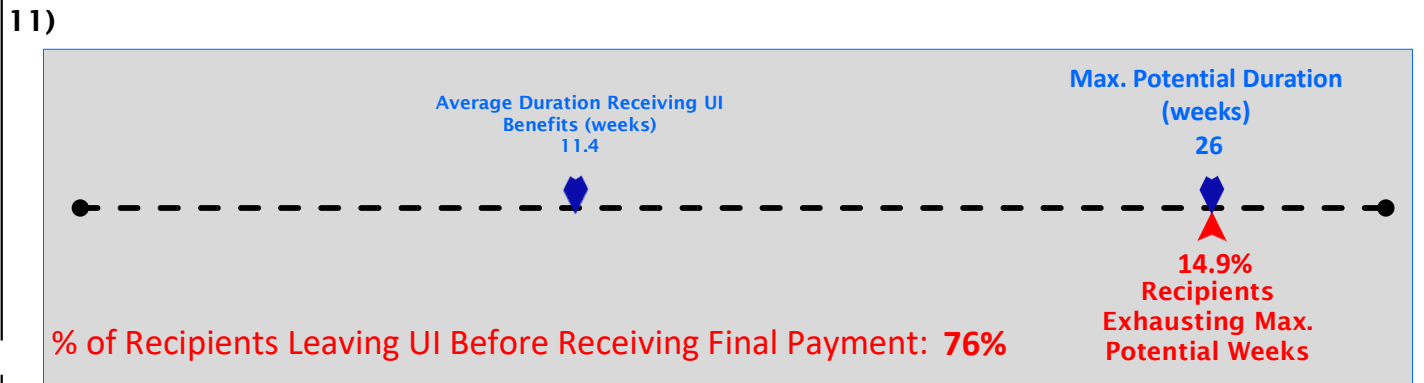 11)
Average Duration Receiving UI
Benefits (weeks)
11.4
Max. Potential Duration
(weeks)
26
14.9%
Recipients
Exhausting Max.
Potential Weeks
% of Recipients Leaving UI Before Receiving Final Payment: 76%